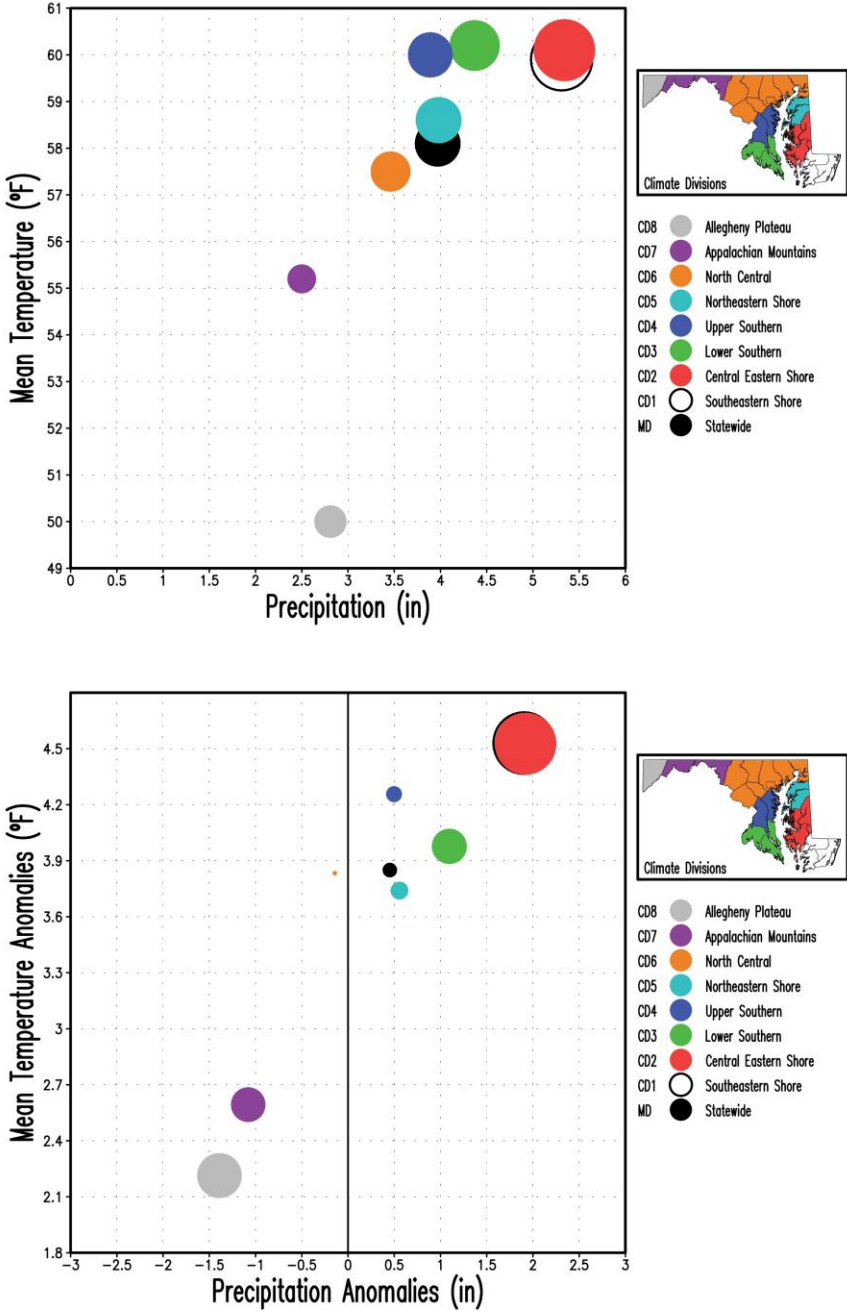 61
60
59
58
57
56
55
54
53
52
51
50
49
Mean Temperature (°F)
0 0.5 1 1.5 2 2.5 3 3.5 4 4.5 5 5.5 6
Precipitation (in)
Climate Divisions
CD8 Allegheny Plateau
CD7 Appalachian Mountains
CD6 North Central
CD5 Northeastern Shore
CD4 Upper Southern
CD3 Lower Southern
CD2 Central Eastern Shore
CD1 Southeastern Shore
MD Statewide
4.5
4.2
3.9
3.6
3.3
3
2.7
2.4
2.1
1.8
Mean Temperature Anomalies (°F)
−3 −2.5 −2 −1.5 −1 −0.5 0 0.5 1 1.5 2 2.5 3
Precipitation Anomalies (in)
Climate Divisions
CD8 Allegheny Plateau
CD7 Appalachian Mountains
CD6 North Central
CD5 Northeastern Shore
CD4 Upper Southern
CD3 Lower Southern
CD2 Central Eastern Shore
CD1 Southeastern Shore
MD Statewide